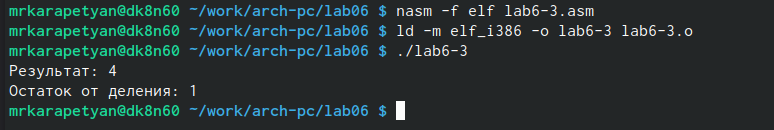 mrkarapetyan@dk8n60 ~/work/arch-pc/lab06 $ nasm -f elf lab6-3.asm
mrkarapetyan@dk8n60 ~/work/arch-pc/lab06 $ ld -m elf_i386 -o lab6-3 lab6-3.o
mrkarapetyan@dk8n60 ~/work/arch-pc/lab06 $ ./lab6-3
Результат: 4
Остаток от деления: 1
mrkarapetyan@dk8n60 ~/work/arch-pc/lab06 $